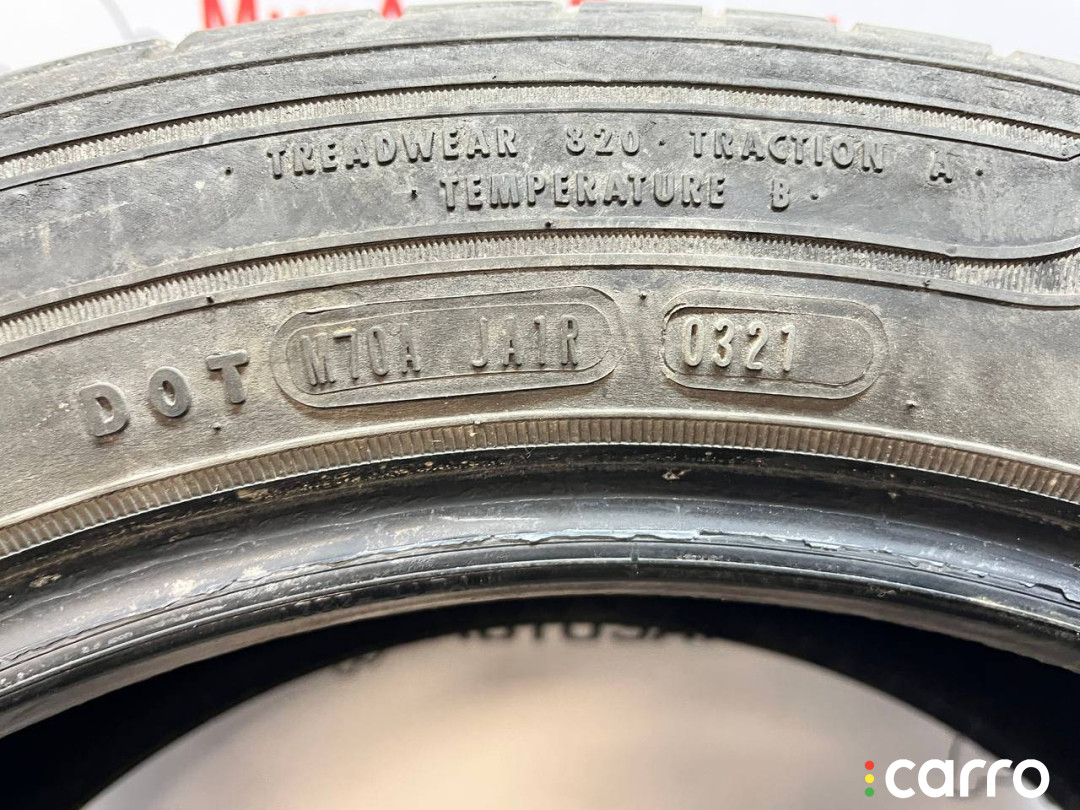 · TREADWEAR 820 · TRACTION A ·
· TEMPERATURE B ·
DOT M70A JA1R 0321
carro